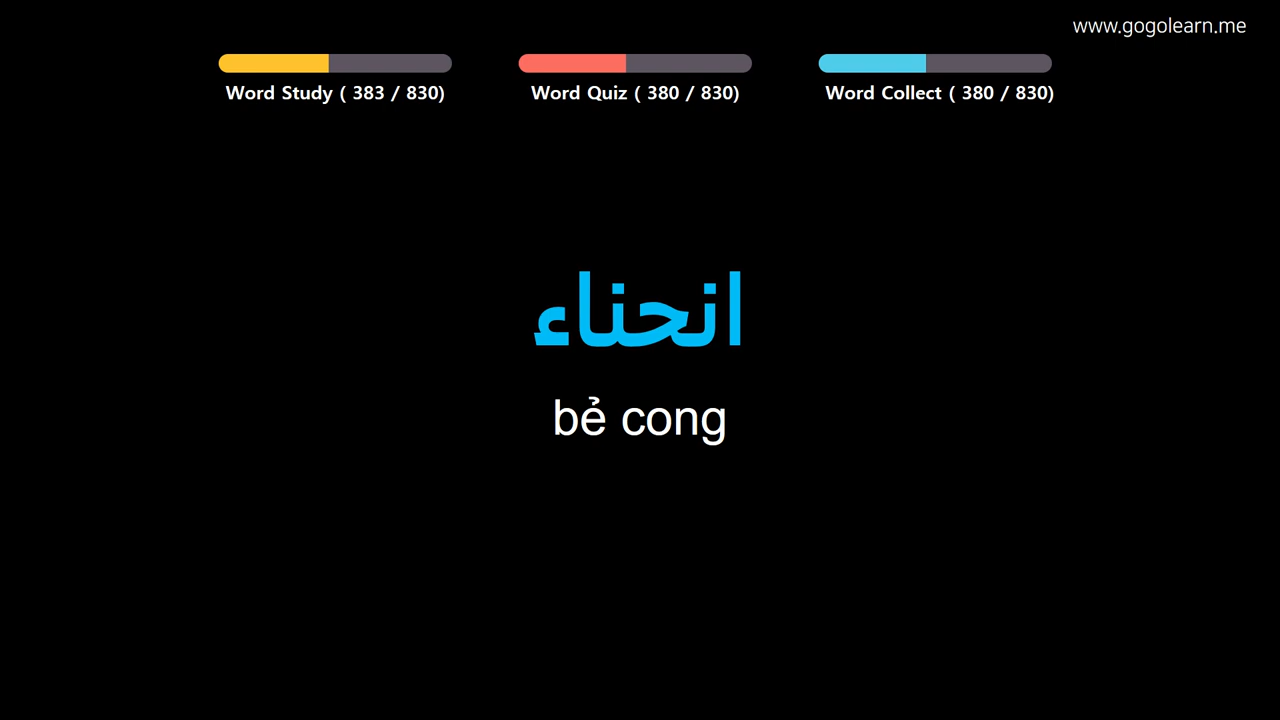 www.gogolearn.me
Word Study ( 383 / 830)
Word Quiz ( 380 / 830)
Word Collect ( 380 / 830)
انحناء
bẻ cong